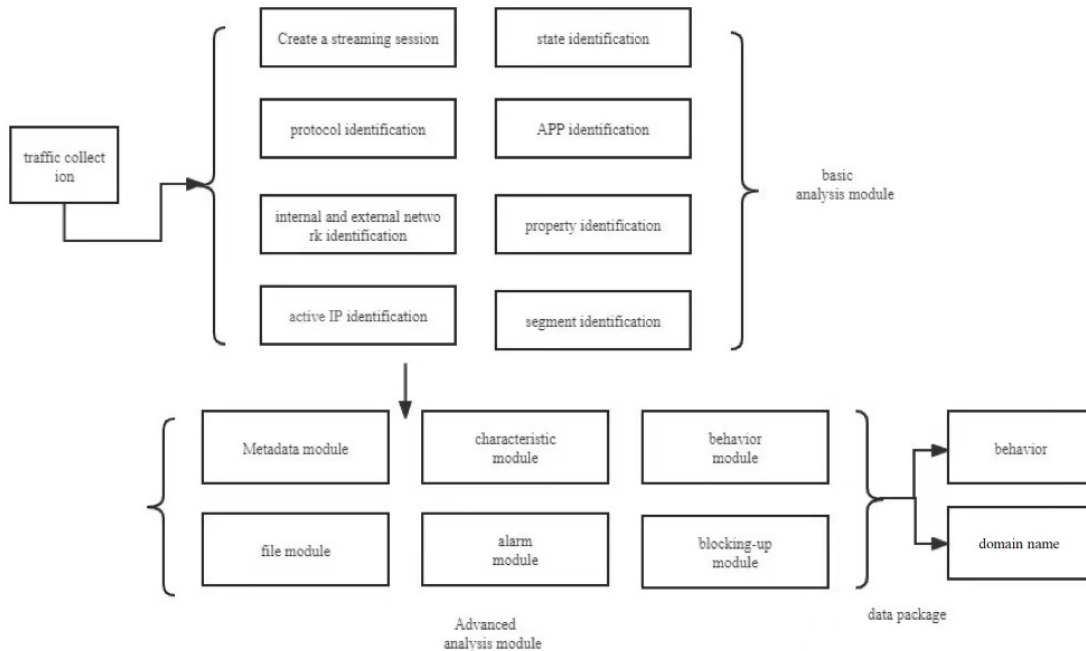 Create a streaming session
state identification
protocol identification
APP identification
traffic collect
ion
basic
analysis module
internal and external netwo
rk identification
property identification
active IP identification
segment identification
Metadata module
characteristic
module
behavior
module
behavior
file module
alarm
module
blocking-up
module
domain name
data package
Advanced
analysis module